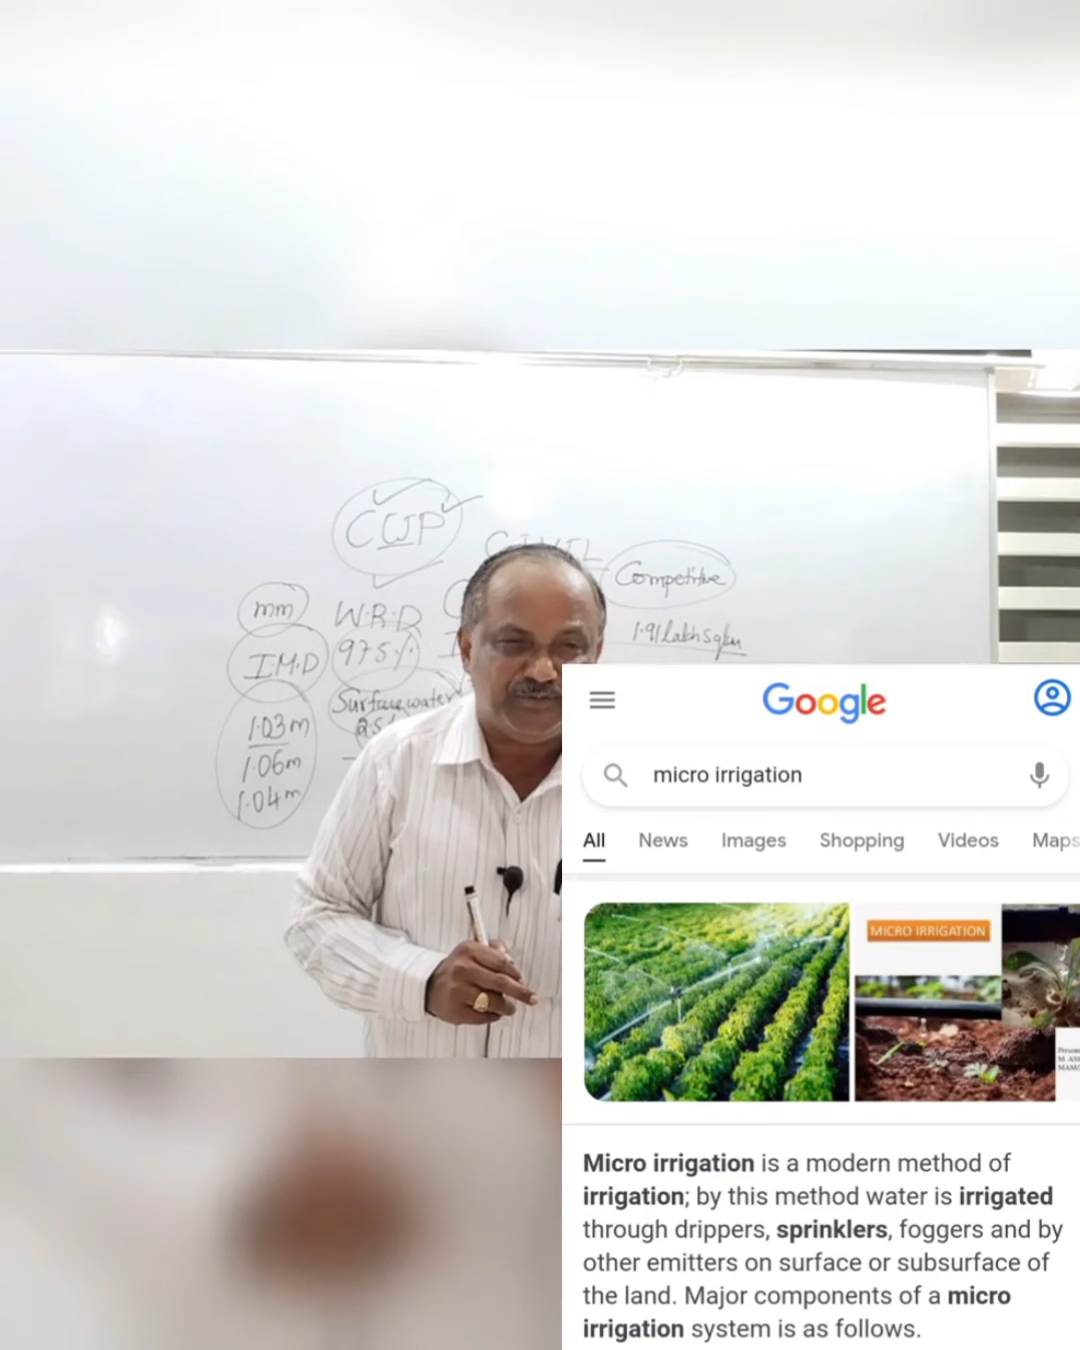 CWP
CIVIL
Competitive
mm
W.R.D
1.91 lakh sqkm
I.M.D
97.5%
Surface water
1.03m
1.06m
1.04m
Google
micro irrigation
All News Images Shopping Videos Maps
MICRO IRRIGATION
Micro irrigation is a modern method of
irrigation; by this method water is irrigated
through drippers, sprinklers, foggers and by
other emitters on surface or subsurface of
the land. Major components of a micro
irrigation system is as follows.